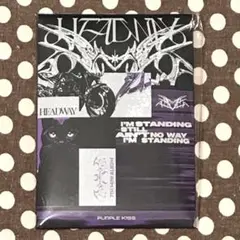 HEADWAY
HEADWAY
I'M STANDING
STILL
AIN'T NO WAY
I'M STANDING
PURPLE KISS